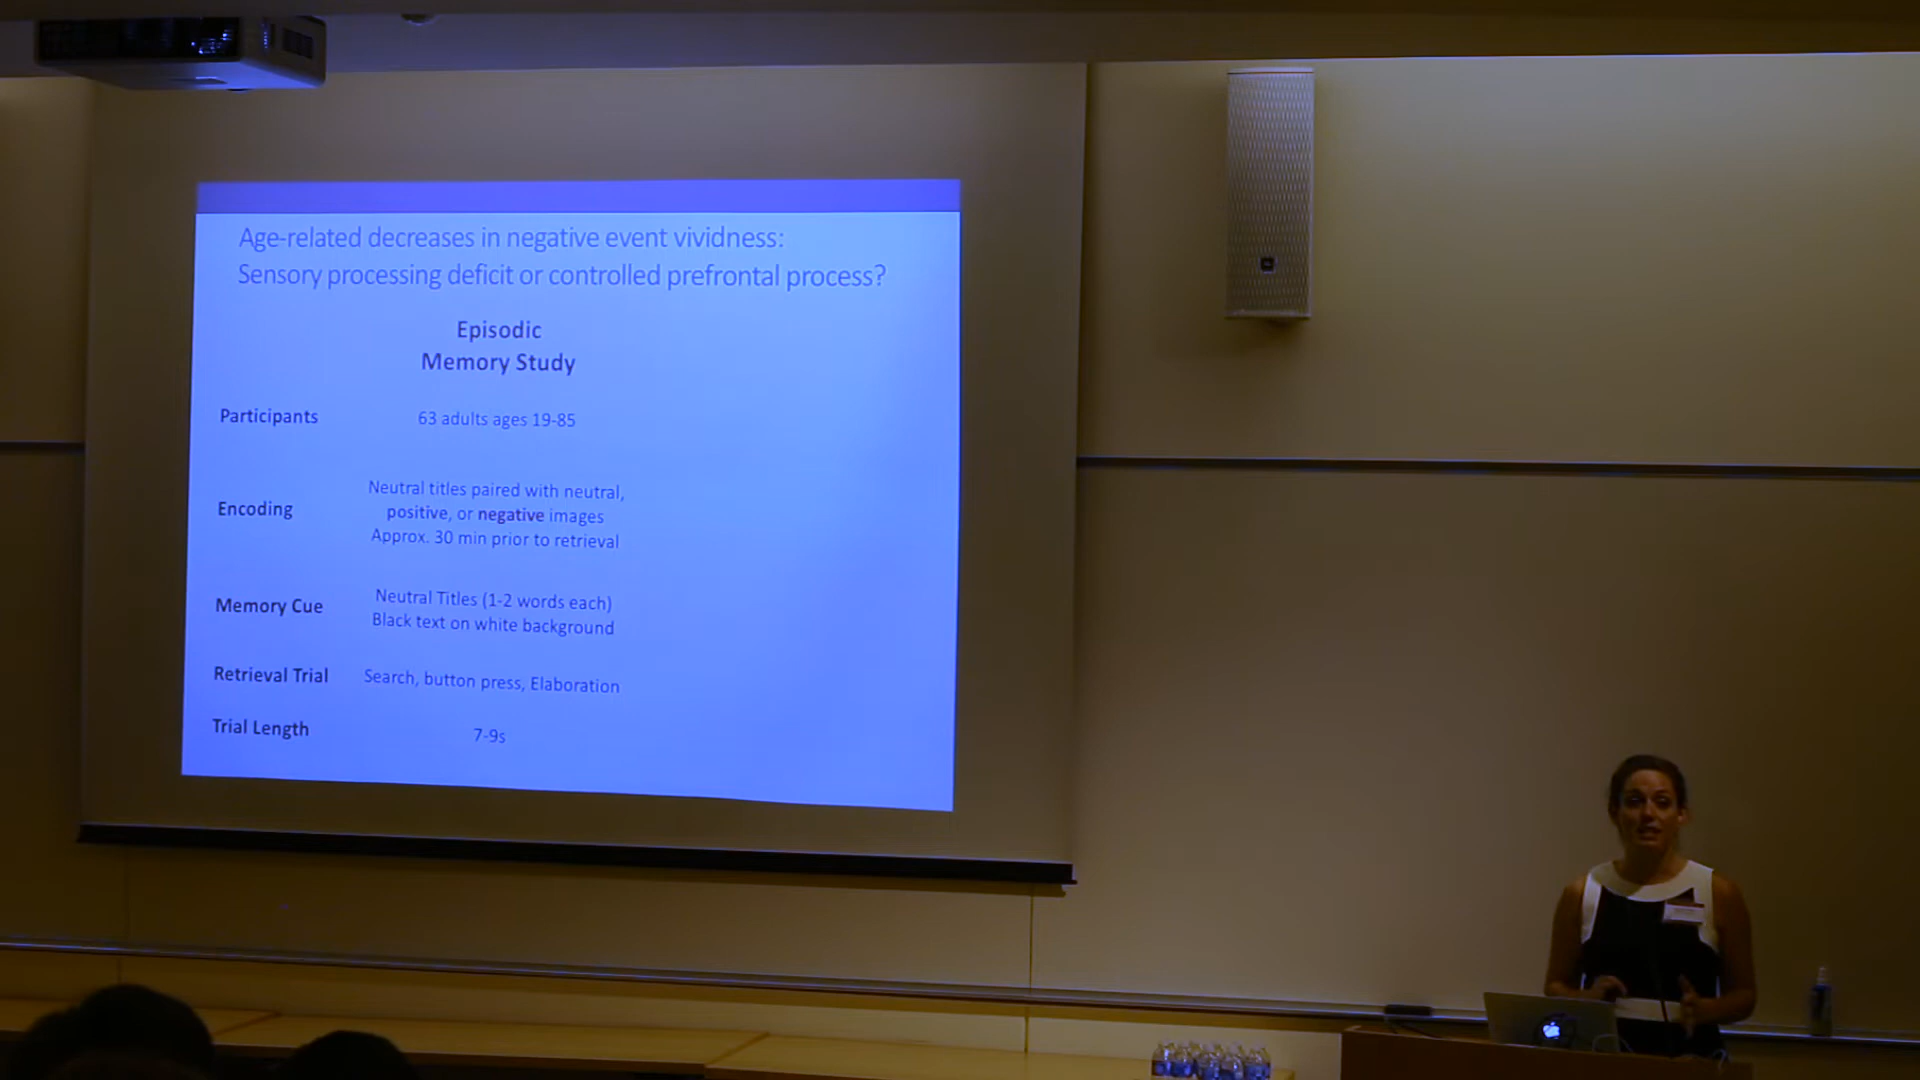 Age-related decreases in negative event vividness:
Sensory processing deficit or controlled prefrontal process?
Episodic
Memory Study
Participants
63 adults ages 19-85
Encoding
Neutral titles paired with neutral,
positive, or negative images
Approx. 30 min prior to retrieval
Memory Cue
Neutral Titles (1-2 words each)
Black text on white background
Retrieval Trial
Search, button press, Elaboration
Trial Length
7-9s